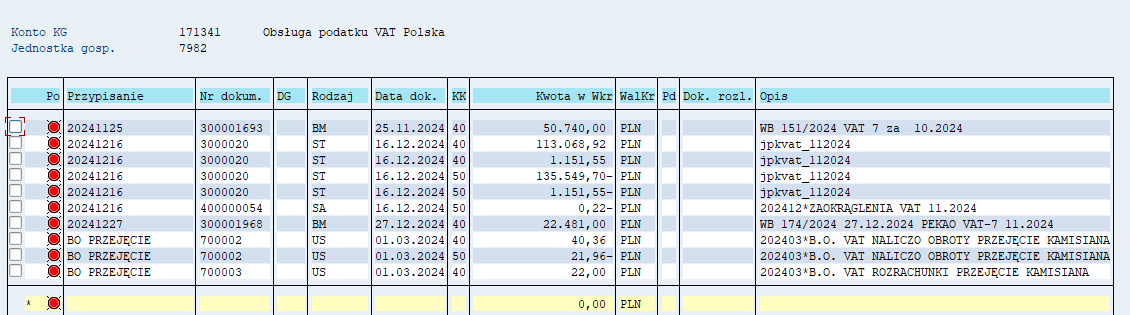 Konto KG 171341 Obsługa podatku VAT Polska
Jednostka gosp. 7982
Po Przypisanie Nr dokum. DG Rodzaj Data dok. KK Kwota w Wkr WalKr Pd Dok. rozl. Opis
20241125 300001693 BM 25.11.2024 40 50.740,00 PLN WB 151/2024 VAT 7 za 10.2024
20241216 3000020 ST 16.12.2024 40 113.068,92 PLN jpkvat_112024
20241216 3000020 ST 16.12.2024 40 1.151,55 PLN jpkvat_112024
20241216 3000020 ST 16.12.2024 50 135.549,70- PLN jpkvat_112024
20241216 3000020 ST 16.12.2024 50 1.151,55- PLN jpkvat_112024
20241216 400000054 SA 16.12.2024 50 0,22- PLN 202412*ZAOKRĄGLENIA VAT 11.2024
20241227 300001968 BM 27.12.2024 40 22.481,00 PLN WB 174/2024 27.12.2024 PEKAO VAT-7 11.2024
BO PRZEJĘCIE 700002 US 01.03.2024 40 40,36 PLN 202403*B.O. VAT NALICZO OBROTY PRZEJĘCIE KAMISIANA
BO PRZEJĘCIE 700002 US 01.03.2024 50 21,96- PLN 202403*B.O. VAT NALICZO OBROTY PRZEJĘCIE KAMISIANA
BO PRZEJĘCIE 700003 US 01.03.2024 40 22,00 PLN 202403*B.O. VAT ROZRACHUNKI PRZEJĘCIE KAMISIANA
* 0,00 PLN